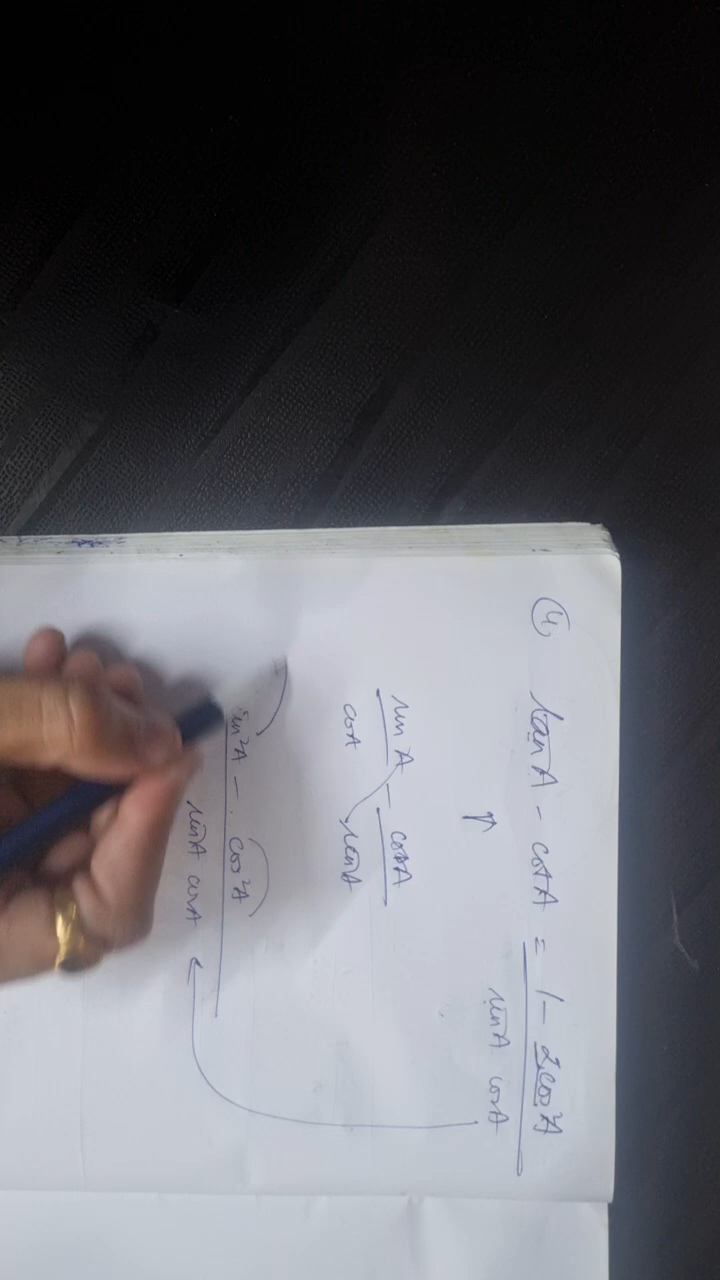 ④ tanA - cotA = 1 - 2cos²A
sinA cosA
sinA - cosA
cosA sinA
sin²A - cos²A
sinA cosA